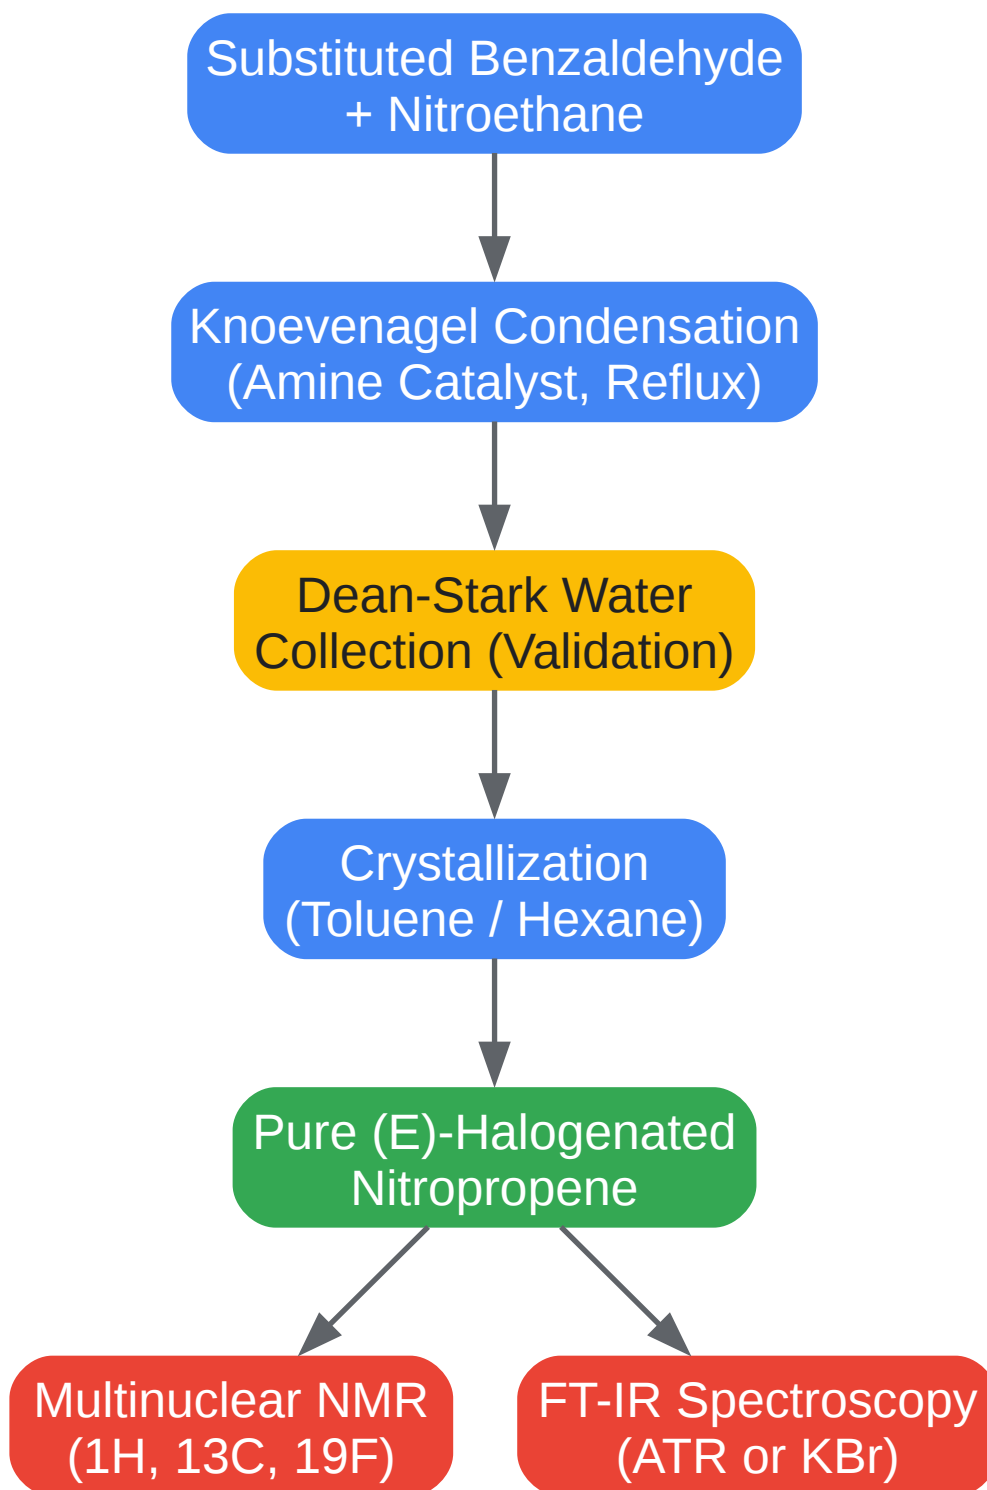 Substituted Benzaldehyde
+ Nitroethane
Knoevenagel Condensation
(Amine Catalyst, Reflux)
Dean-Stark Water
Collection (Validation)
Crystallization
(Toluene / Hexane)
Pure (E)-Halogenated
Nitropropene
Multinuclear NMR
(1H, 13C, 19F)
FT-IR Spectroscopy
(ATR or KBr)